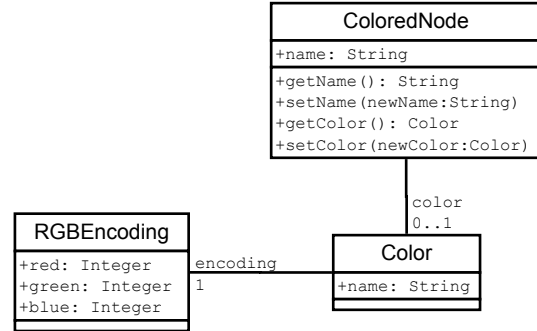 ColoredNode
+name: String
+getName(): String
+setName(newName:String)
+getColor(): Color
+setColor(newColor:Color)
color
0..1
RGBEncoding
+red: Integer
+green: Integer
+blue: Integer
encoding
1
Color
+name: String